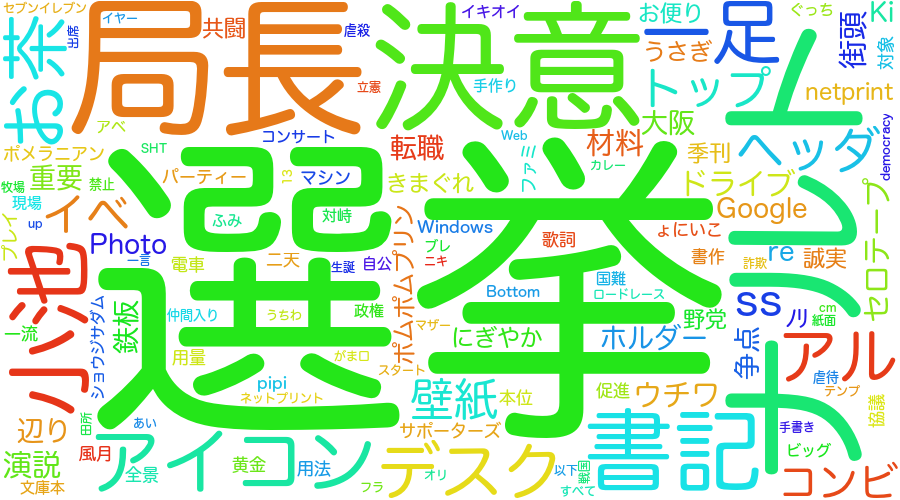 セブンイレブン
イヤー
共闘
虐殺
イキオイ
お便り
ぐっち
Ki
お奈
出馬
局長
決意
足
街頭
対象
立憲
手作り
うさぎ
トップ
netprint
アベ
コンサート
Web
大阪
ポメラニアン
SHT
転職
材料
季刊
ヘッダ
democracy
牧場
重要
禁止
パーティー
13
マシン
きまぐれ
ファミ
カレー
ドライブ
現場
イベ
ふみ
対峙
選挙
Google
セロテープ
プレイ
up
Photo
Windows
ブレ
歌詞
ょにいこ
一言
電車
二天
生誕
自公
ニキ
書作
re
詐欺
誠実
小池
ショウジサダム
ポムポムプリン
Bottom
国難
ロードレース
ss
cm
一流
鉄板
仲間入り
うちわ
政権
マザー
にぎやか
ホルダー
野党
争点
紙面
用量
がま口
スタート
アル
pipi
ネットプリント
壁紙
本位
促進
ウチワ
虐待
テンプ
協議
辺り
田所
あい
サポーターズ
書記
手書き
演説
風月
アイコン
全景
黄金
用法
デスク
以下
ビッグ
コンビ
文庫本
フラ
オリ
すべて